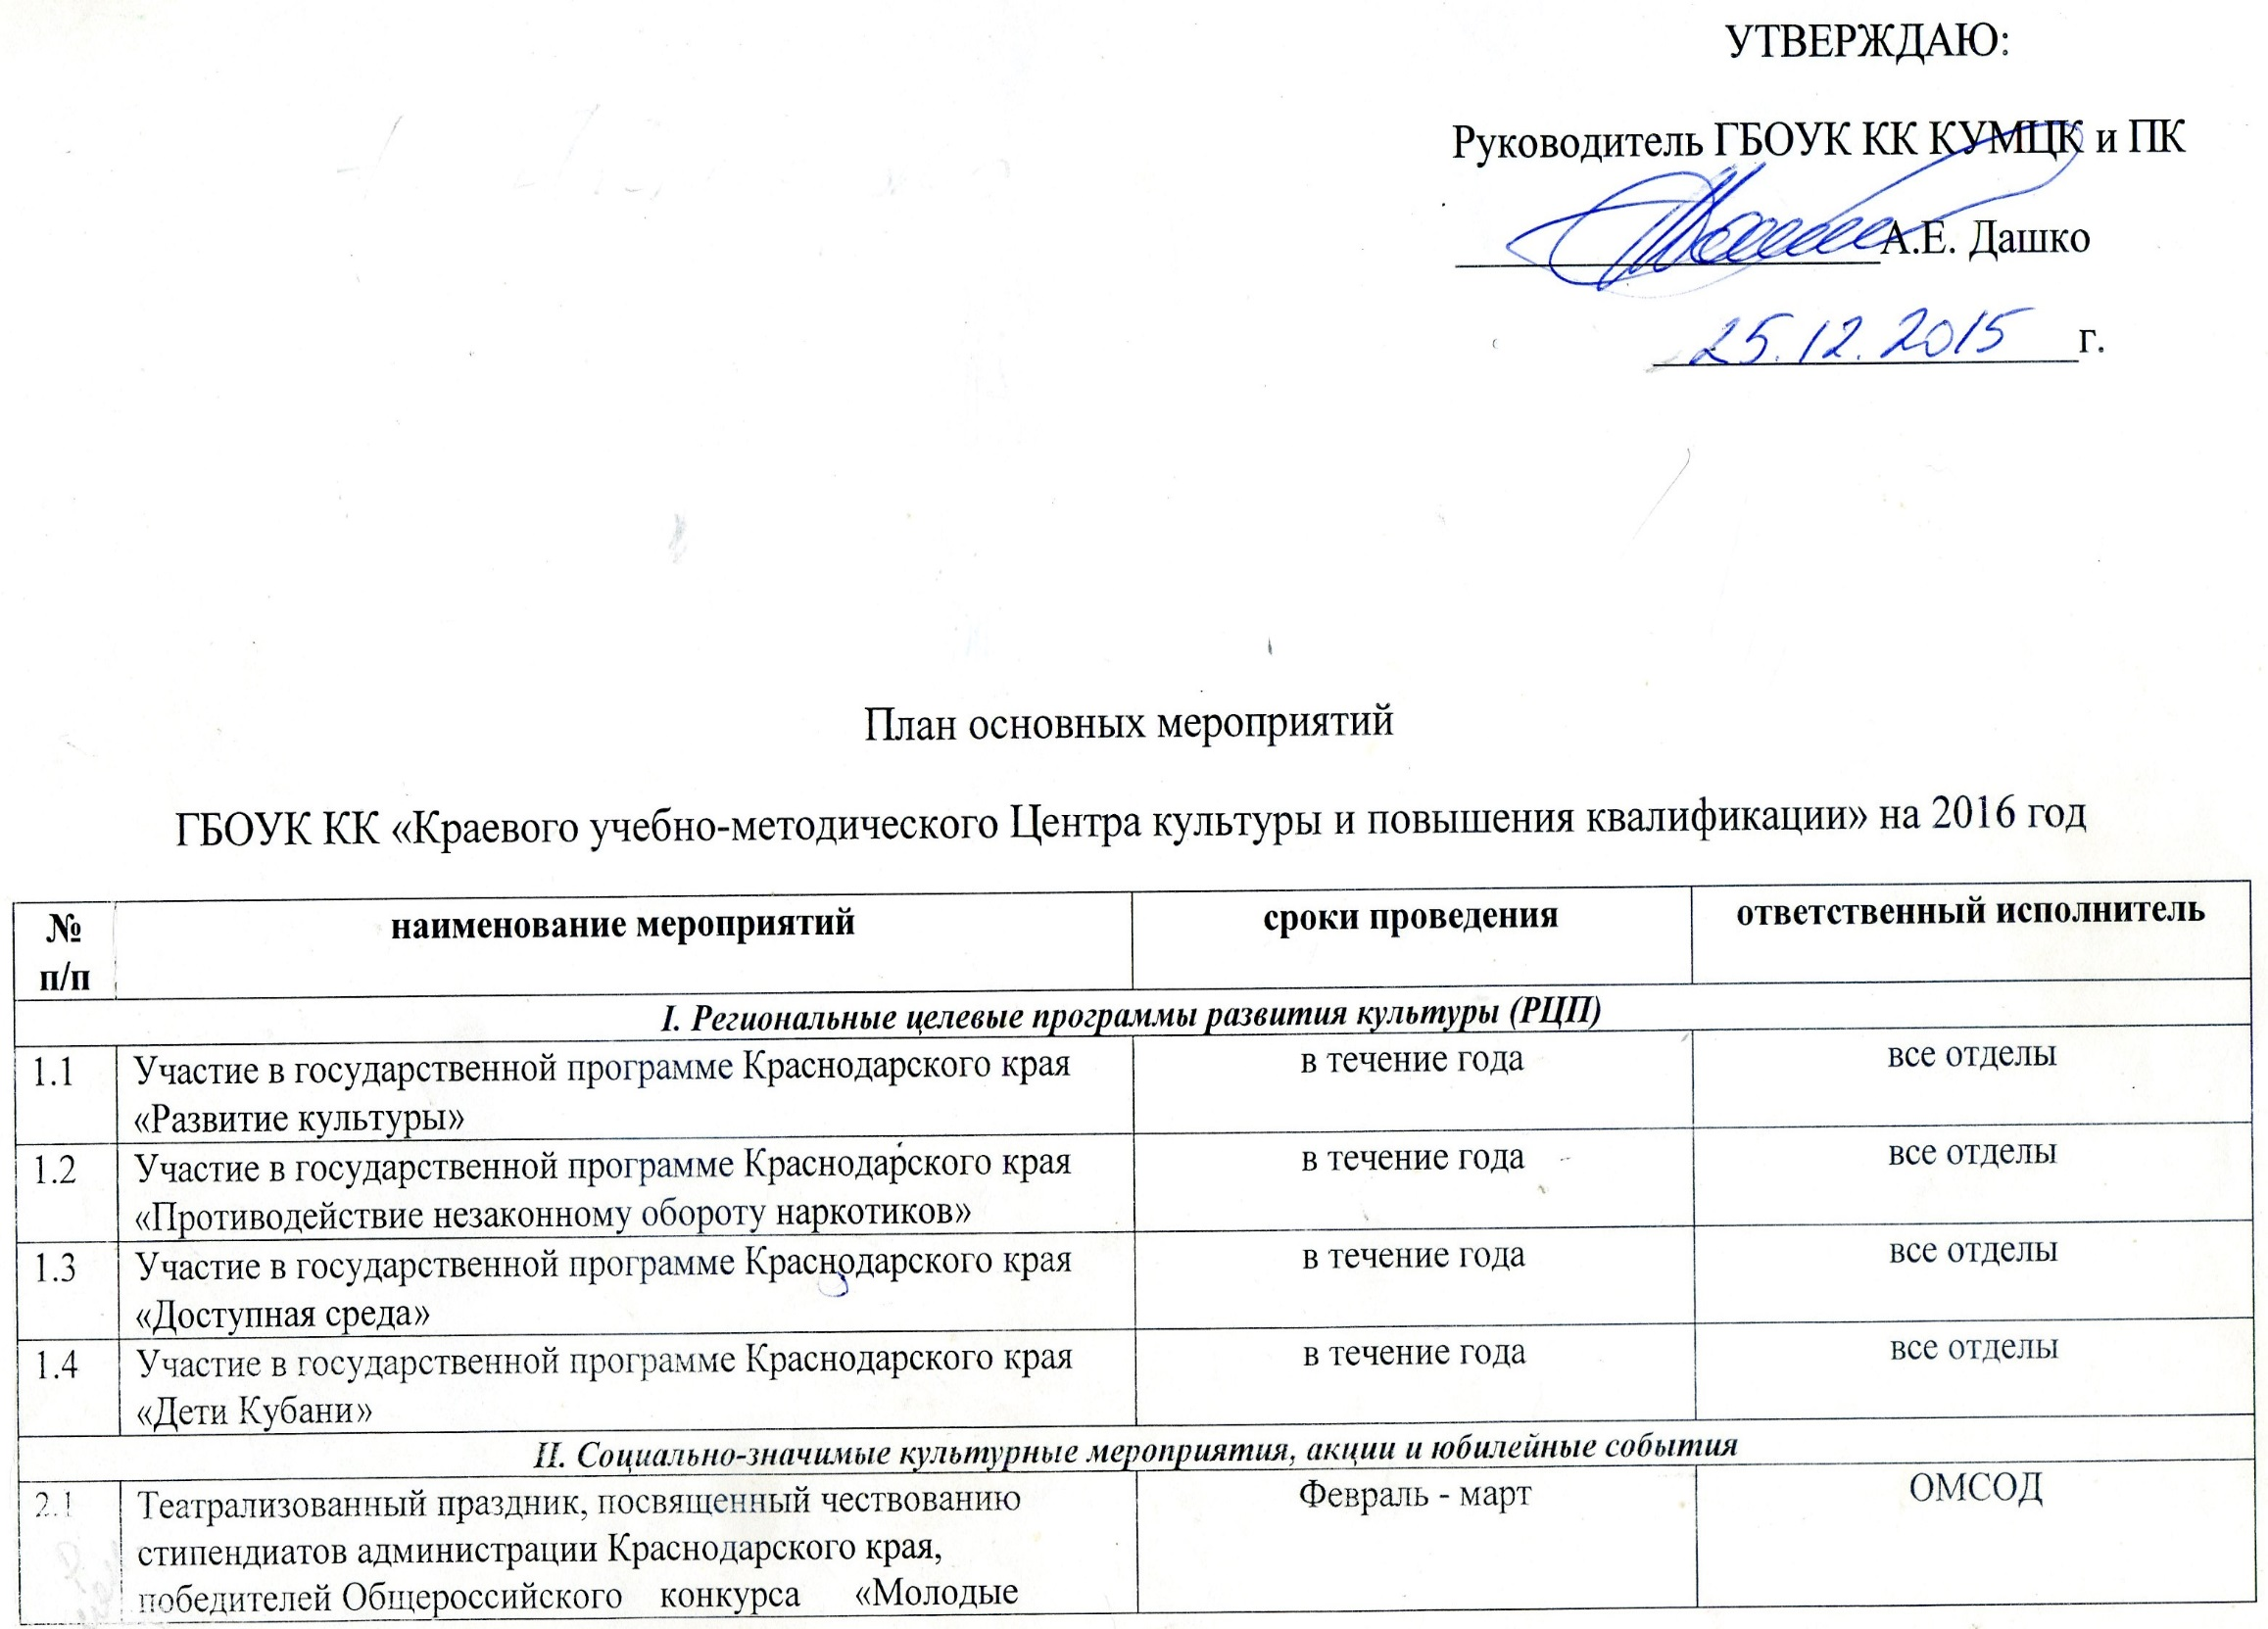 УТВЕРЖДАЮ:
Руководитель ГБОУК КК КУМЦК и ПК
А.Е. Дашко
25.12.2015 г.
План основных мероприятий
ГБОУК КК «Краевого учебно-методического Центра культуры и повышения квалификации» на 2016 год
№ п/п
наименование мероприятий
сроки проведения
ответственный исполнитель
I. Региональные целевые программы развития культуры (РЦП)
1.1
Участие в государственной программе Краснодарского края
«Развитие культуры»
в течение года
все отделы
1.2
Участие в государственной программе Краснодарского края
«Противодействие незаконному обороту наркотиков»
в течение года
все отделы
1.3
Участие в государственной программе Краснодарского края
«Доступная среда»
в течение года
все отделы
1.4
Участие в государственной программе Краснодарского края
«Дети Кубани»
в течение года
все отделы
II. Социально-значимые культурные мероприятия, акции и юбилейные события
2.1
Театрализованный праздник, посвященный чествованию
стипендиатов администрации Краснодарского края,
победителей Общероссийского конкурса «Молодые
Февраль - март
ОМСОД